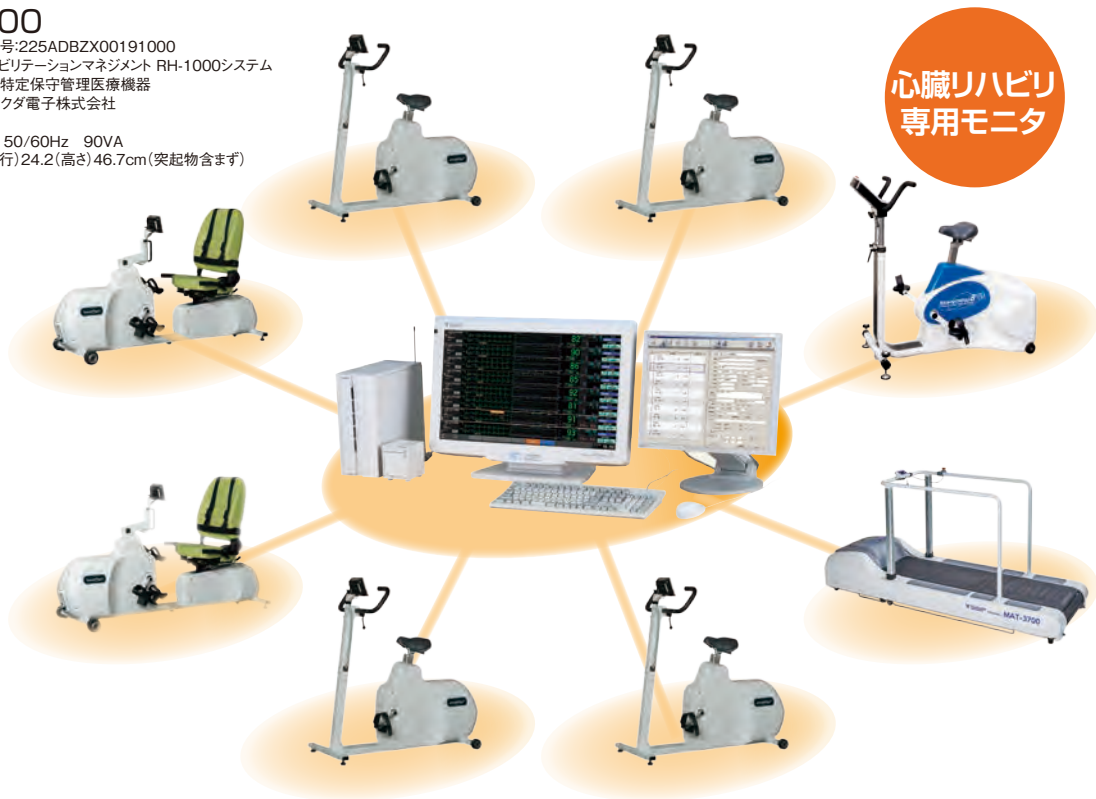 00
号:225ADBZX00191000
ビリテーションマネジメント RH-1000システム
特定保守管理医療機器
クダ電子株式会社
50/60Hz 90VA
行)24.2(高さ)46.7cm(突起物含まず)
心臓リハビリ
専用モニタ
MAT-3700